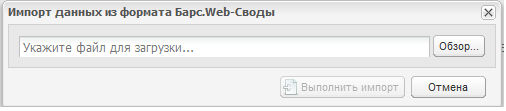 Импорт данных из формата Барс.Web-Своды
Укажите файл для загрузки...
Обзор...
Выполнить импорт
Отмена